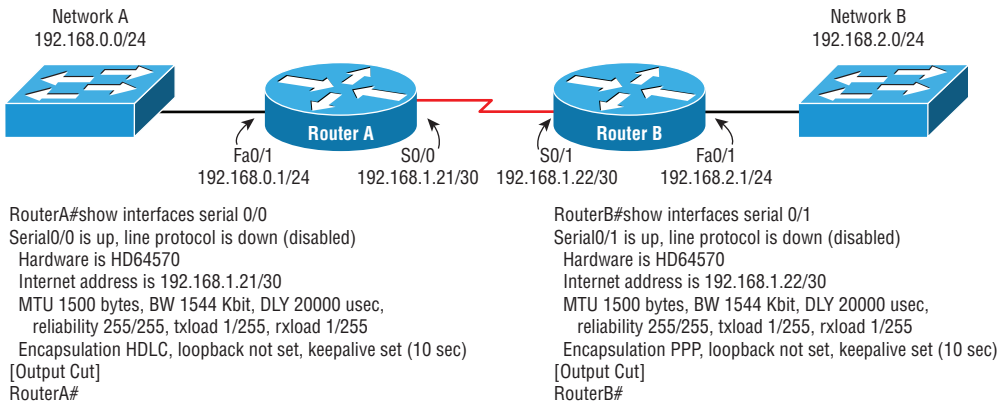 Network A
192.168.0.0/24
Network B
192.168.2.0/24
Router A
Router B
Fa0/1
192.168.0.1/24
S0/0
192.168.1.21/30
S0/1
192.168.1.22/30
Fa0/1
192.168.2.1/24
RouterA#show interfaces serial 0/0
Serial0/0 is up, line protocol is down (disabled)
Hardware is HD64570
Internet address is 192.168.1.21/30
MTU 1500 bytes, BW 1544 Kbit, DLY 20000 usec,
reliability 255/255, txload 1/255, rxload 1/255
Encapsulation HDLC, loopback not set, keepalive set (10 sec)
[Output Cut]
RouterA#
RouterB#show interfaces serial 0/1
Serial0/1 is up, line protocol is down (disabled)
Hardware is HD64570
Internet address is 192.168.1.22/30
MTU 1500 bytes, BW 1544 Kbit, DLY 20000 usec,
reliability 255/255, txload 1/255, rxload 1/255
Encapsulation PPP, loopback not set, keepalive set (10 sec)
[Output Cut]
RouterB#